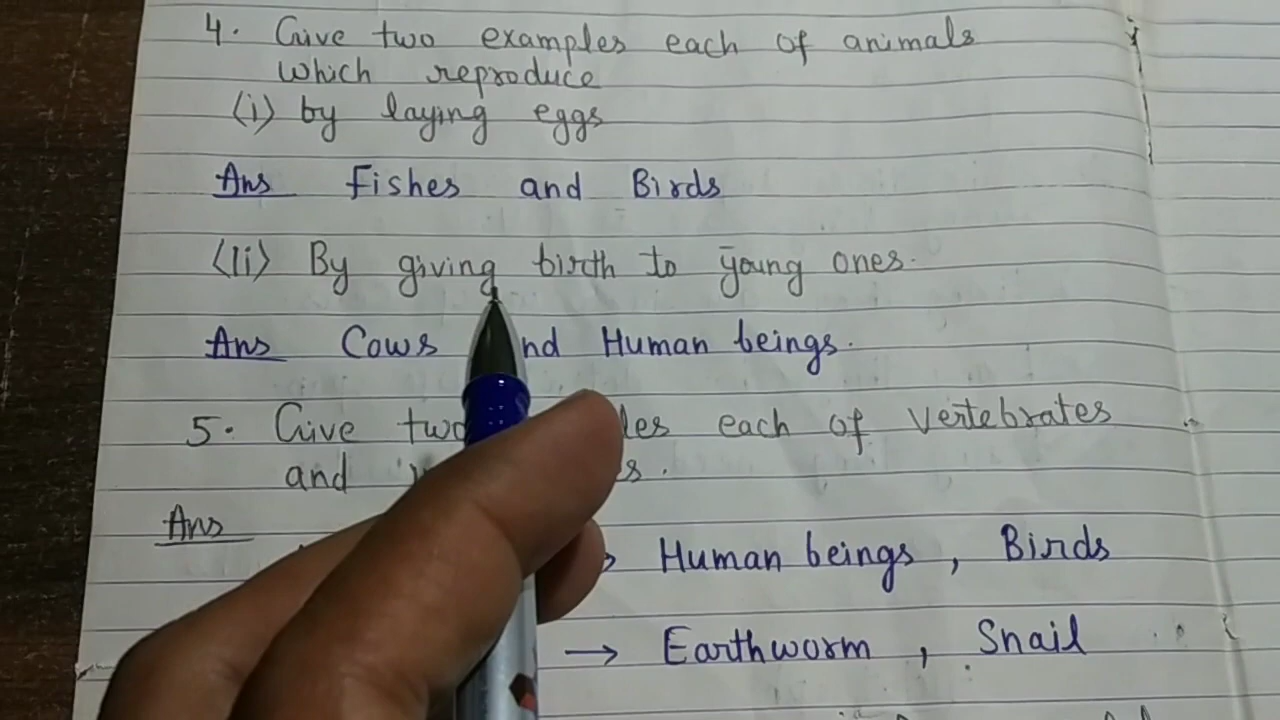 4. Give two examples each of animals
which reproduce
(i) by laying eggs
Ans Fishes and Birds
(ii) By giving birth to young ones.
Ans Cows Human beings.
5. Give two each of vertebrates
and
Ans
Human beings, Birds
→ Earthworm, Snail